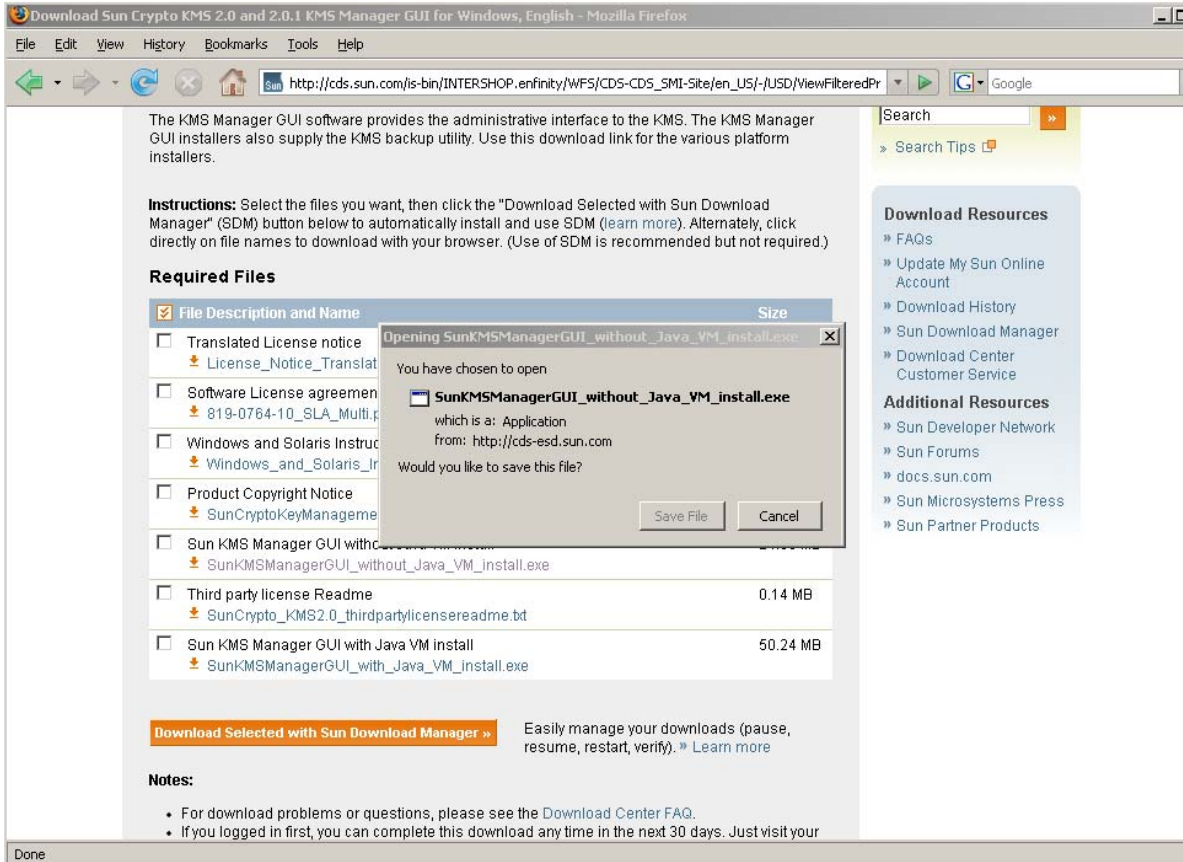 Download Sun Crypto KMS 2.0 and 2.0.1 KMS Manager GUI for Windows, English - Mozilla Firefox
File Edit View History Bookmarks Tools Help
Sun http://cds.sun.com/is-bin/INTERSHOP.enfinity/WFS/CDS-CDS_SMI-Site/en_US/-/USD/ViewFilteredPr G Google
The KMS Manager GUI software provides the administrative interface to the KMS. The KMS Manager
GUI installers also supply the KMS backup utility. Use this download link for the various platform
installers.
Instructions: Select the files you want, then click the "Download Selected with Sun Download
Manager" (SDM) button below to automatically install and use SDM (learn more). Alternately, click
directly on file names to download with your browser. (Use of SDM is recommended but not required.)
Required Files
File Description and Name Size
Translated License notice
License_Notice_Translat
Software License agreemen
819-0764-10_SLA_Multi.p
Windows and Solaris Instruc
Windows_and_Solaris_Ir
Product Copyright Notice
SunCryptoKeyManageme
Sun KMS Manager GUI witho
SunKMSManagerGUI_without_Java_VM_install.exe
Third party license Readme 0.14 MB
SunCrypto_KMS2.0_thirdpartylicensereadme.txt
Sun KMS Manager GUI with Java VM install 50.24 MB
SunKMSManagerGUI_with_Java_VM_install.exe
Opening SunKMSManagerGUI_without_Java_VM_install.exe
You have chosen to open
SunKMSManagerGUI_without_Java_VM_install.exe
which is a: Application
from: http://cds-esd.sun.com
Would you like to save this file?
Save File Cancel
Download Selected with Sun Download Manager »
Easily manage your downloads (pause,
resume, restart, verify). » Learn more
Notes:
• For download problems or questions, please see the Download Center FAQ.
• If you logged in first, you can complete this download any time in the next 30 days. Just visit your
Search »
» Search Tips
Download Resources
» FAQs
» Update My Sun Online
Account
» Download History
» Sun Download Manager
» Download Center
Customer Service
Additional Resources
» Sun Developer Network
» Sun Forums
» docs.sun.com
» Sun Microsystems Press
» Sun Partner Products
Done